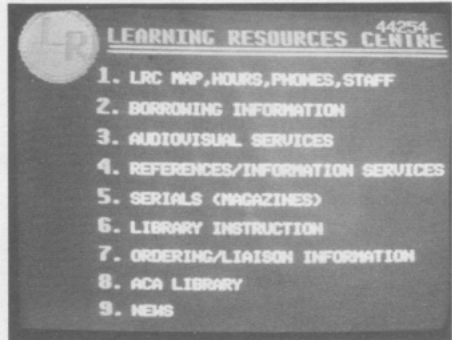 44254
LR LEARNING RESOURCES CENTRE
1. LRC MAP,HOURS,PHONES,STAFF
2. BORROWING INFORMATION
3. AUDIOVISUAL SERVICES
4. REFERENCES/INFORMATION SERVICES
5. SERIALS (MAGAZINES)
6. LIBRARY INSTRUCTION
7. ORDERING/LIAISON INFORMATION
8. ACA LIBRARY
9. NEWS